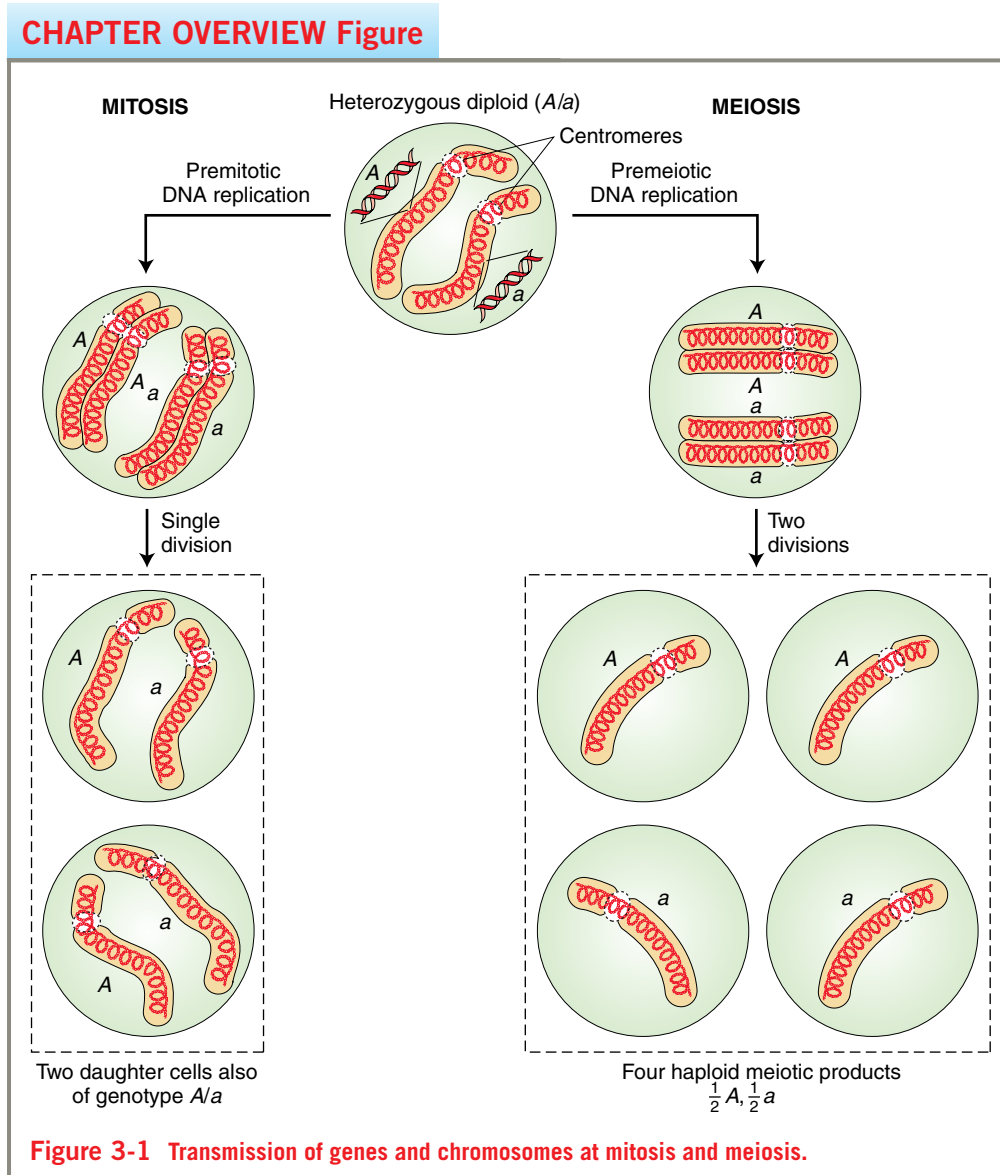 CHAPTER OVERVIEW Figure
MITOSIS
Heterozygous diploid (A/a)
MEIOSIS
Centromeres
Premitotic
DNA replication
Premeiotic
DNA replication
A
a
A
A
a
a
A
A
a
a
Single
division
Two
divisions
A
a
a
A
A
A
a
a
Two daughter cells also
of genotype A/a
Four haploid meiotic products
1/2 A, 1/2 a
Figure 3-1 Transmission of genes and chromosomes at mitosis and meiosis.